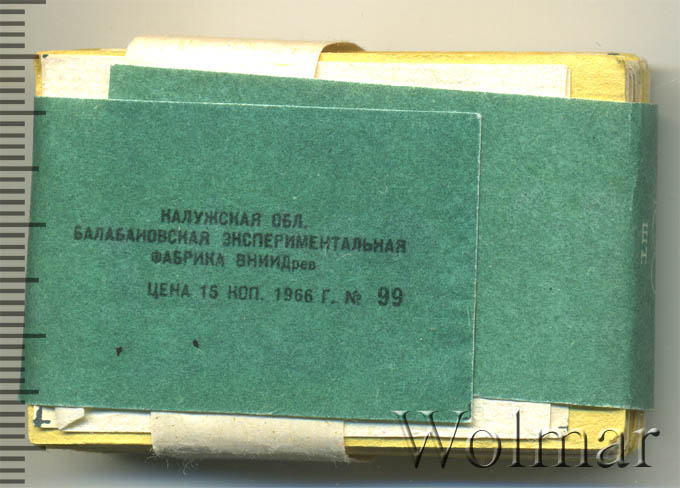 КАЛУЖСКАЯ ОБЛ.
БАЛАБАНОВСКАЯ ЭКСПЕРИМЕНТАЛЬНАЯ
ФАБРИКА ВНИИДрев
ЦЕНА 15 КОП. 1966 Г. № 99
Wolmar